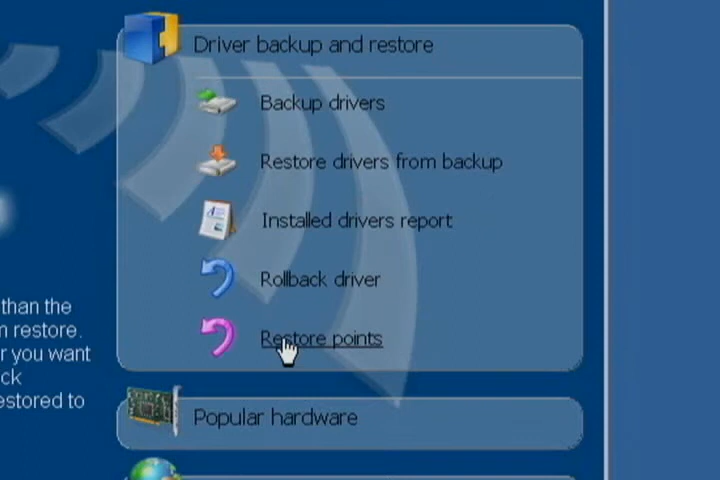 Driver backup and restore
Backup drivers
Restore drivers from backup
Installed drivers report
Rollback driver
Restore points
than the
restore.
you want
estored to
Popular hardware